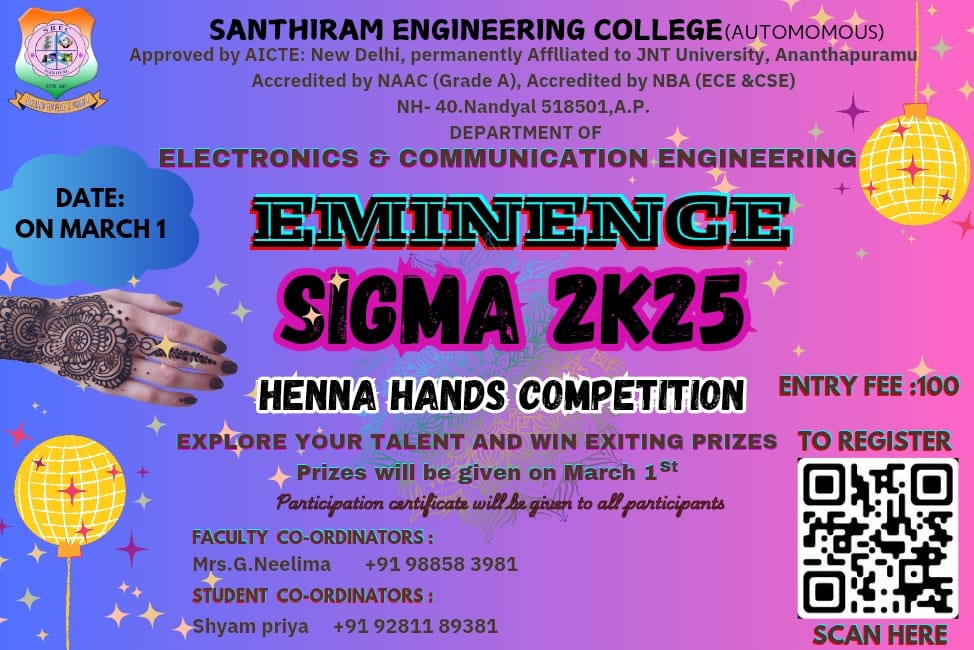 SANTHIRAM ENGINEERING COLLEGE(AUTOMOMOUS)
Approved by AICTE: New Delhi, permanently Affiliated to JNT University, Ananthapuramu
Accredited by NAAC (Grade A), Accredited by NBA (ECE &CSE)
NH- 40.Nandyal 518501,A.P.
DEPARTMENT OF
ELECTRONICS & COMMUNICATION ENGINEERING
DATE:
ON MARCH 1
EMINENCE
SIGMA 2K25
HENNA HANDS COMPETITION
ENTRY FEE :100
EXPLORE YOUR TALENT AND WIN EXITING PRIZES
Prizes will be given on March 1st
Participation certificate will be given to all participants
TO REGISTER
FACULTY CO-ORDINATORS :
Mrs.G.Neelima +91 98858 3981
STUDENT CO-ORDINATORS :
Shyam priya +91 92811 89381
SCAN HERE